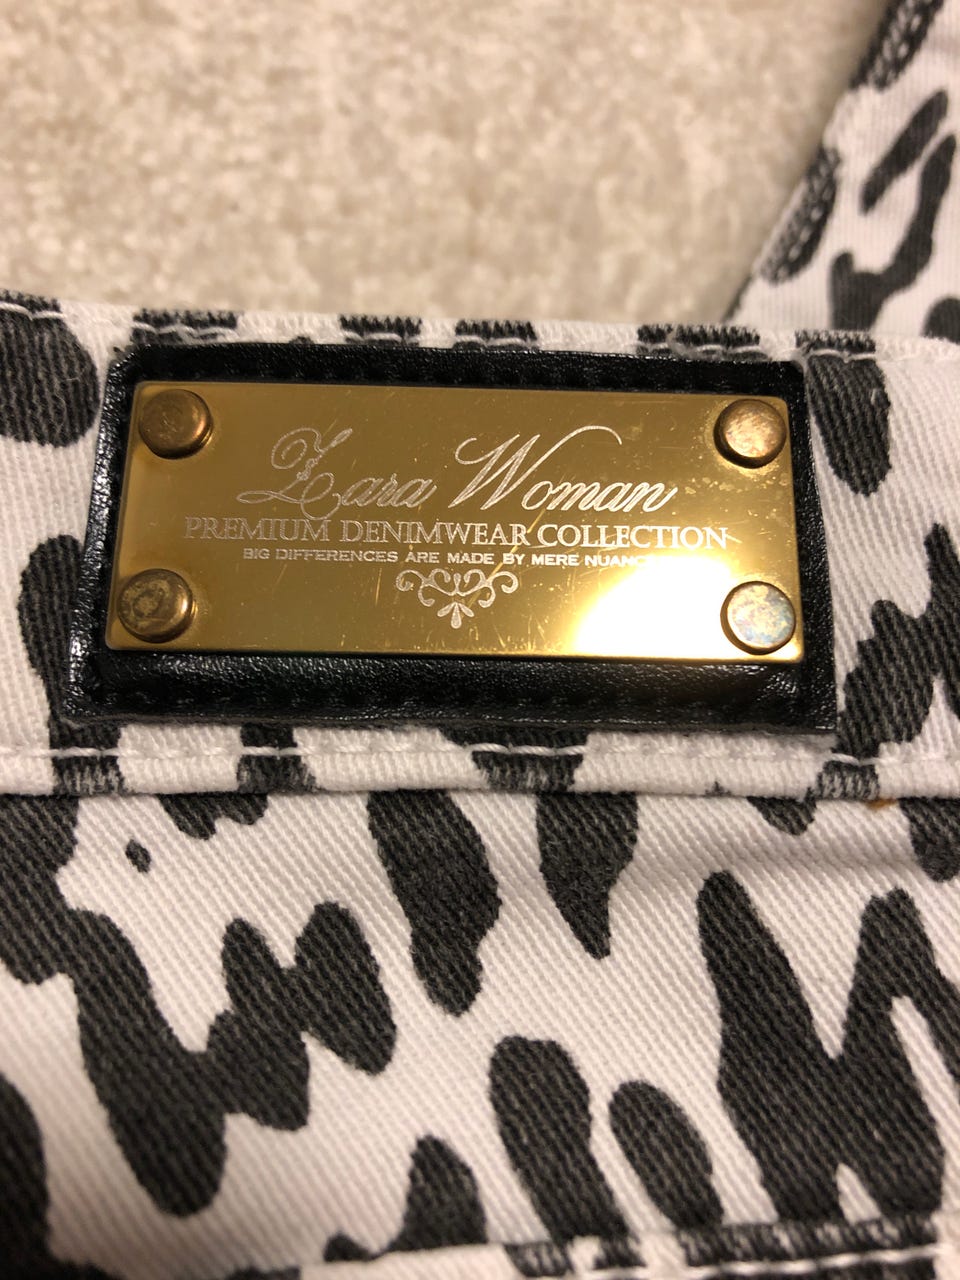 Zara Woman
PREMIUM DENIMWEAR COLLECTION
BIG DIFFERENCES ARE MADE BY MERE